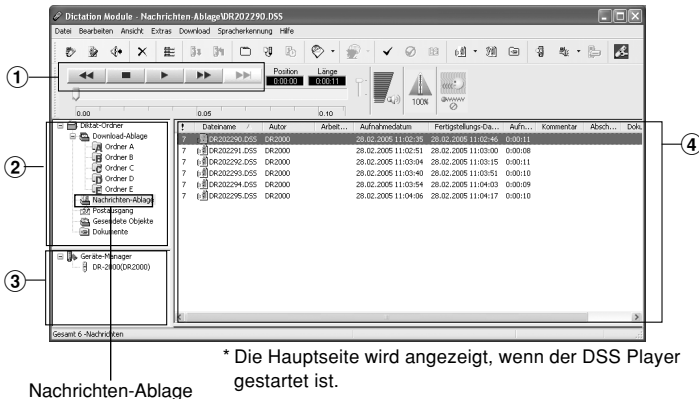 Dictation Module - Nachrichten-Ablage\DR202290.DSS
Datei Bearbeiten Ansicht Extras Download Spracherkennung Hilfe
1
Position Länge
0:00:00 0:00:11
100%
0.00 0.05 0.10
2
Diktat-Ordner
Download-Ablage
Ordner A
Ordner B
Ordner C
Ordner D
Ordner E
Nachrichten-Ablage
Postausgang
Gesendete Objekte
Dokumente
3
Geräte-Manager
DR-2000(DR2000)
! Dateiname / Autor Arbeit... Aufnahmedatum Fertigstellungs-Da... Aufn... Kommentar Absch... Doku
7 DR202290.DSS DR2000 28.02.2005 11:02:35 28.02.2005 11:02:46 0:00:11
7 DR202291.DSS DR2000 28.02.2005 11:02:51 28.02.2005 11:03:00 0:00:08
7 DR202292.DSS DR2000 28.02.2005 11:03:04 28.02.2005 11:03:15 0:00:11
7 DR202293.DSS DR2000 28.02.2005 11:03:40 28.02.2005 11:03:51 0:00:10
7 DR202294.DSS DR2000 28.02.2005 11:03:54 28.02.2005 11:04:03 0:00:09
7 DR202295.DSS DR2000 28.02.2005 11:04:06 28.02.2005 11:04:17 0:00:10
4
Gesamt 6 -Nachrichten
Nachrichten-Ablage
* Die Hauptseite wird angezeigt, wenn der DSS Player
gestartet ist.